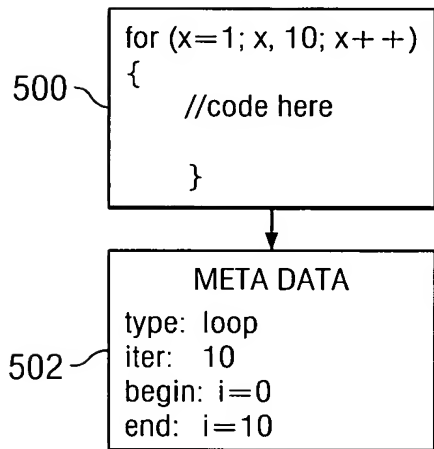 for (x=1; x, 10; x++)
{
//code here
}
500
META DATA
type: loop
iter: 10
begin: i=0
end: i=10
502